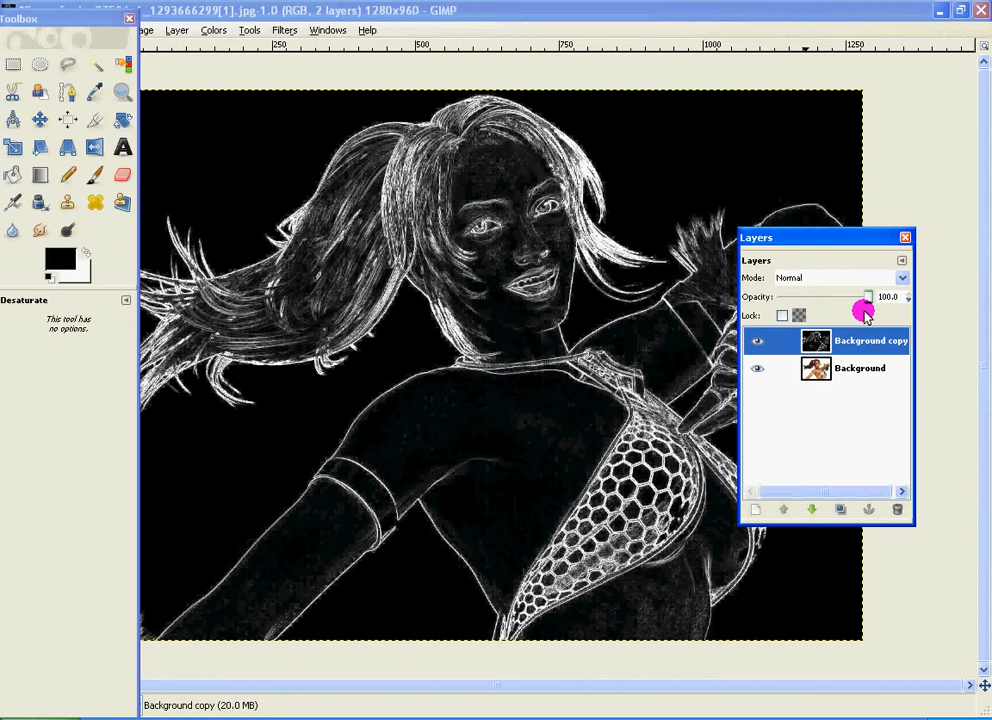 1293666299[1].jpg-1.0 (RGB, 2 layers) 1280x960 - GIMP
Toolbox
age Layer Colors Tools Filters Windows Help
250 500 750 1000 1250
Layers
Layers
Mode: Normal
Opacity: 100.0
Lock:
Background copy
Background
Desaturate
This tool has
no options.
Background copy (20.0 MB)